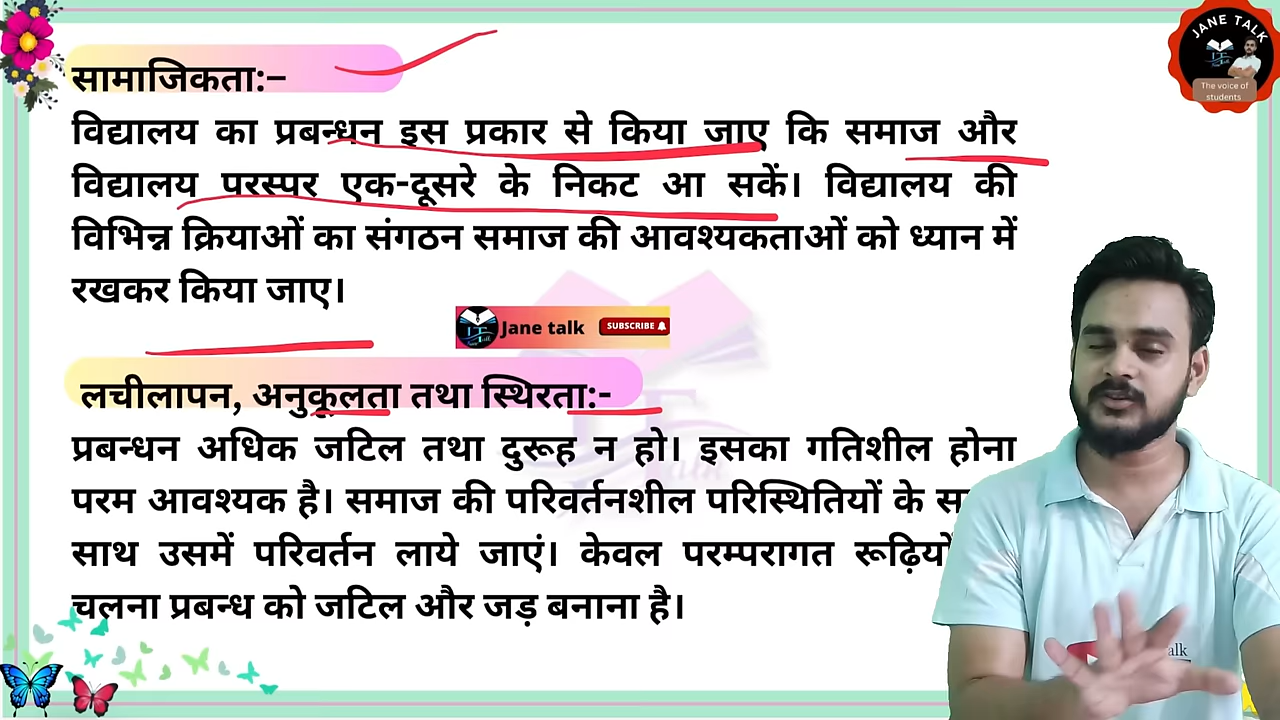 JANE TALK
The voice of
students
सामाजिकता:–
विद्यालय का प्रबन्धन इस प्रकार से किया जाए कि समाज और
विद्यालय परस्पर एक-दूसरे के निकट आ सकें। विद्यालय की
विभिन्न क्रियाओं का संगठन समाज की आवश्यकताओं को ध्यान में
रखकर किया जाए।
Jane talk SUBSCRIBE
लचीलापन, अनुकूलता तथा स्थिरता:-
प्रबन्धन अधिक जटिल तथा दुरूह न हो। इसका गतिशील होना
परम आवश्यक है। समाज की परिवर्तनशील परिस्थितियों के
साथ उसमें परिवर्तन लाये जाएं। केवल परम्परागत
चलना प्रबन्ध को जटिल और जड़ बनाना है।